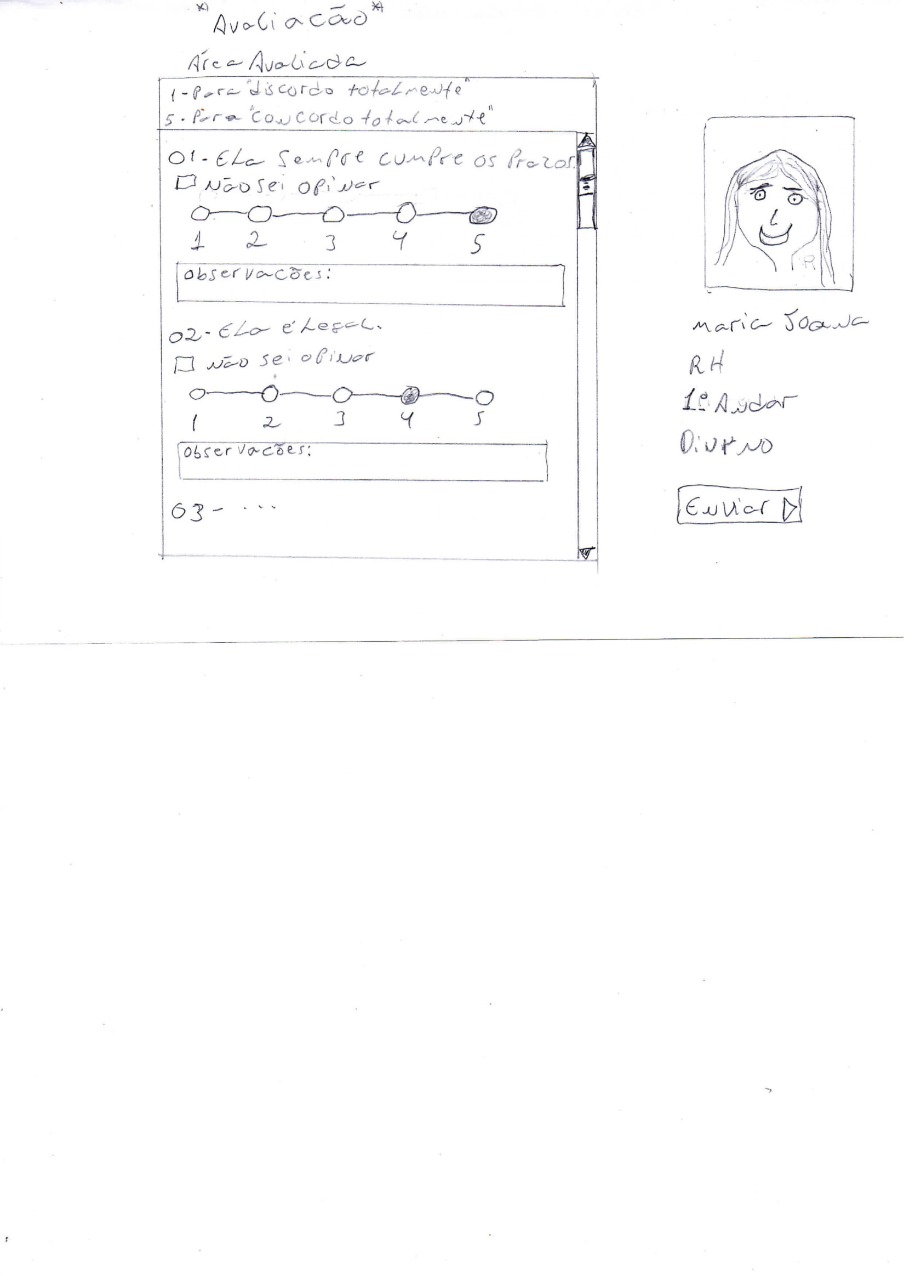 *Avaliação*
Área Avaliada
1-Para "discordo totalmente"
5-Para "concordo totalmente"
01-Ela sempre cumpre os prazos.
Não sei opinar
1 2 3 4 5
observações:
02-Ela é legal.
não sei opinar
1 2 3 4 5
observações:
03- ...
Maria Joana
RH
1º Andar
Diurno
Enviar